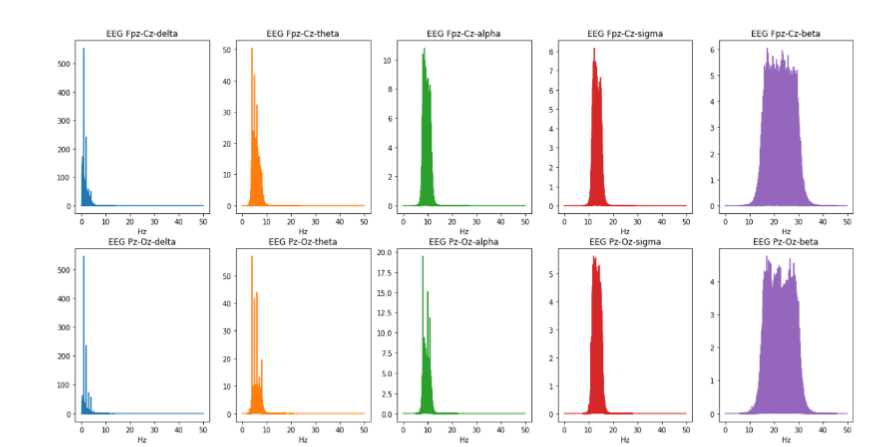 EEG Fpz-Cz-delta EEG Fpz-Cz-theta EEG Fpz-Cz-alpha EEG Fpz-Cz-sigma EEG Fpz-Cz-beta
500 400 300 200 100 0
0 10 20 30 40 50
Hz
50 40 30 20 10 0
0 10 20 30 40 50
Hz
10 8 6 4 2 0
0 10 20 30 40 50
Hz
8 7 6 5 4 3 2 1 0
0 10 20 30 40 50
Hz
6 5 4 3 2 1 0
0 10 20 30 40 50
Hz
EEG Pz-Oz-delta EEG Pz-Oz-theta EEG Pz-Oz-alpha EEG Pz-Oz-sigma EEG Pz-Oz-beta
500 400 300 200 100 0
0 10 20 30 40 50
Hz
50 40 30 20 10 0
0 10 20 30 40 50
Hz
20.0 17.5 15.0 12.5 10.0 7.5 5.0 2.5 0.0
0 10 20 30 40 50
Hz
5 4 3 2 1 0
0 10 20 30 40 50
Hz
4 3 2 1 0
0 10 20 30 40 50
Hz